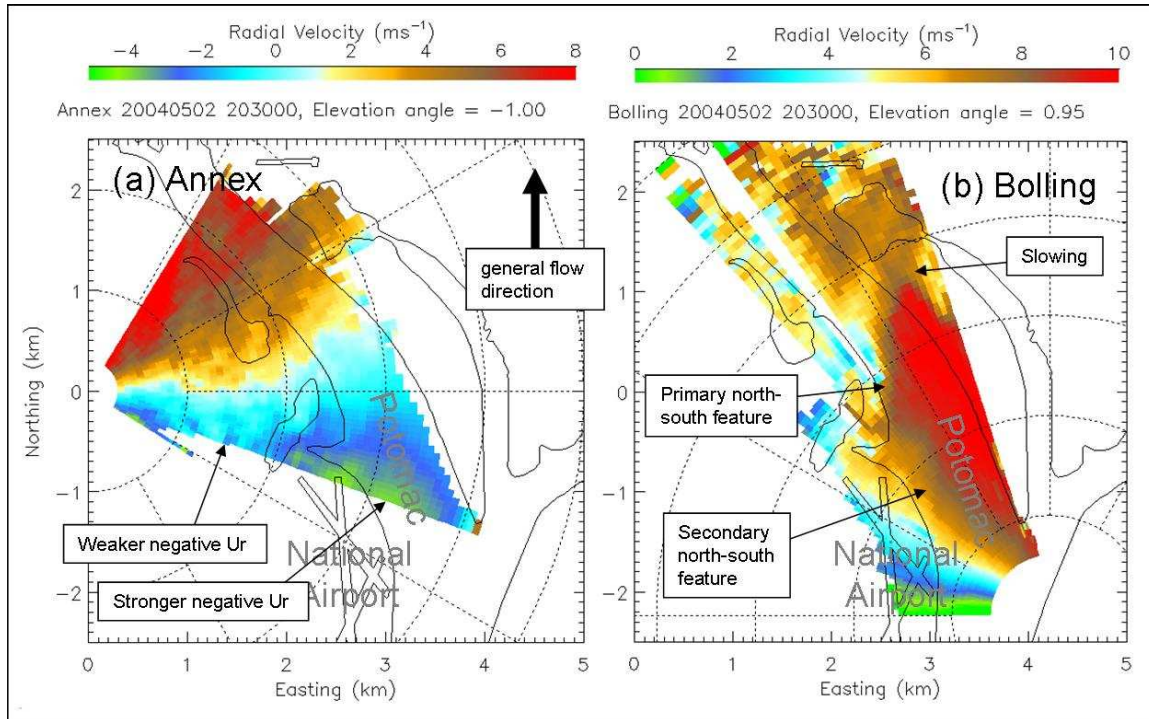 Radial Velocity (ms⁻¹)
−4 −2 0 2 4 6 8
Annex 20040502 203000, Elevation angle = −1.00
(a) Annex
general flow
direction
Potomac
Weaker negative Ur
Stronger negative Ur
National
Airport
Northing (km)
2
1
0
−1
−2
0 1 2 3 4 5
Easting (km)
Radial Velocity (ms⁻¹)
0 2 4 6 8 10
Bolling 20040502 203000, Elevation angle = 0.95
(b) Bolling
Slowing
Primary north-
south feature
Potomac
Secondary
north-south
feature
National
Airport
2
1
0
−1
−2
0 1 2 3 4 5
Easting (km)